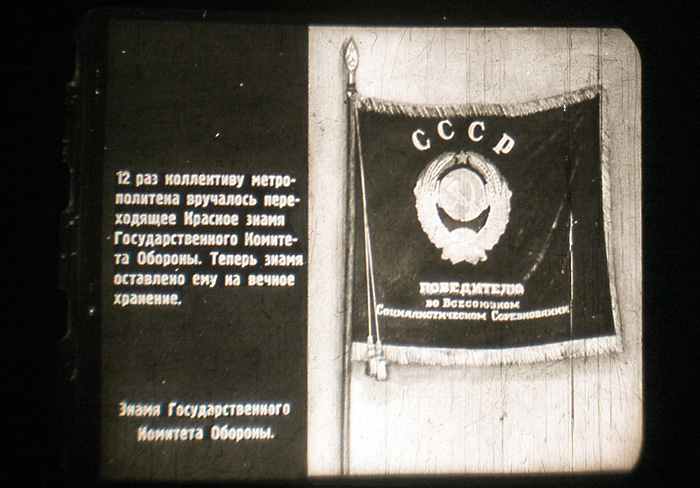 12 раз коллективу метро-
политена вручалось пере-
ходящее Красное знамя
Государственного Комите-
та Обороны. Теперь знамя
оставлено ему на вечное
хранение.
Знамя Государственного
Комитета Обороны.
СССР
ПОБЕДИТЕЛЮ
во Всесоюзном
Социалистическом Соревновании